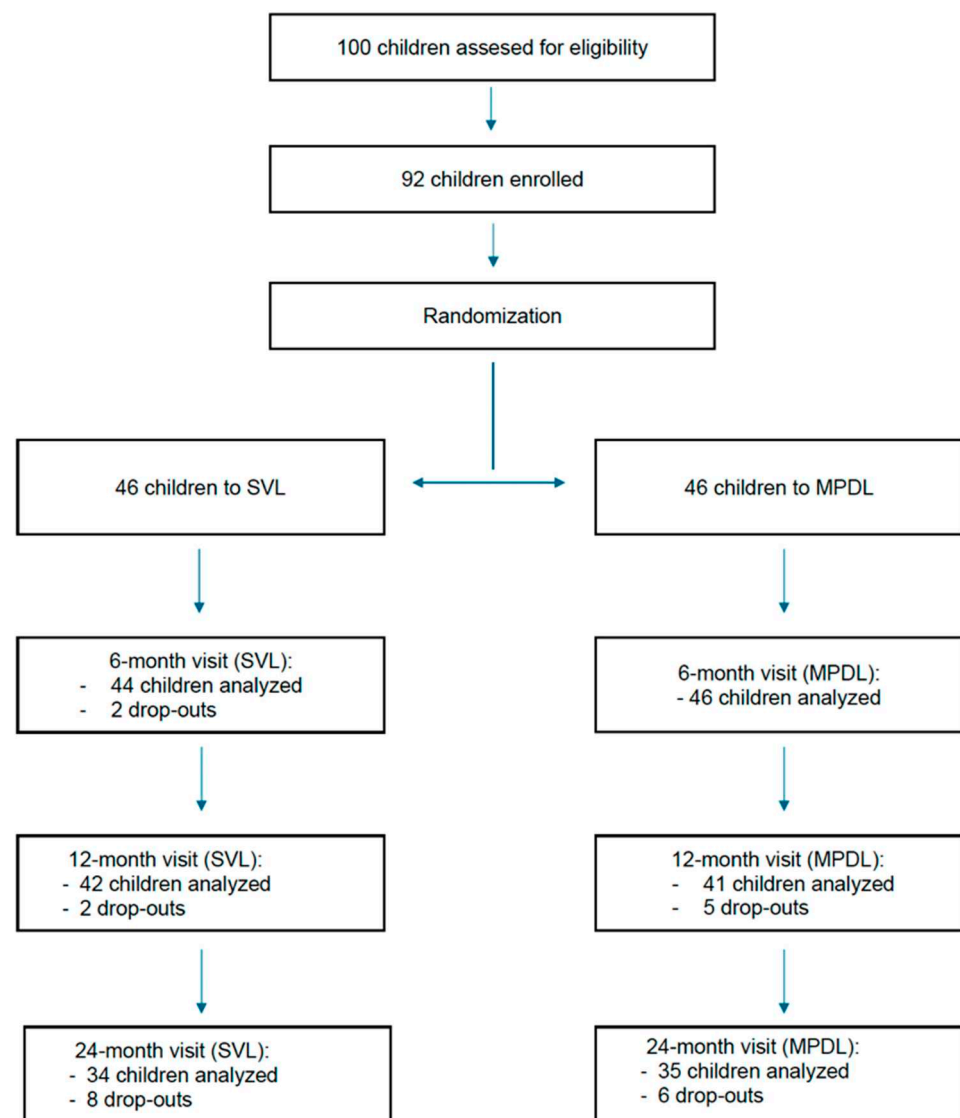 100 children assesed for eligibility
92 children enrolled
Randomization
46 children to SVL
46 children to MPDL
6-month visit (SVL):
- 44 children analyzed
- 2 drop-outs
6-month visit (MPDL):
- 46 children analyzed
12-month visit (SVL):
- 42 children analyzed
- 2 drop-outs
12-month visit (MPDL):
- 41 children analyzed
- 5 drop-outs
24-month visit (SVL):
- 34 children analyzed
- 8 drop-outs
24-month visit (MPDL):
- 35 children analyzed
- 6 drop-outs